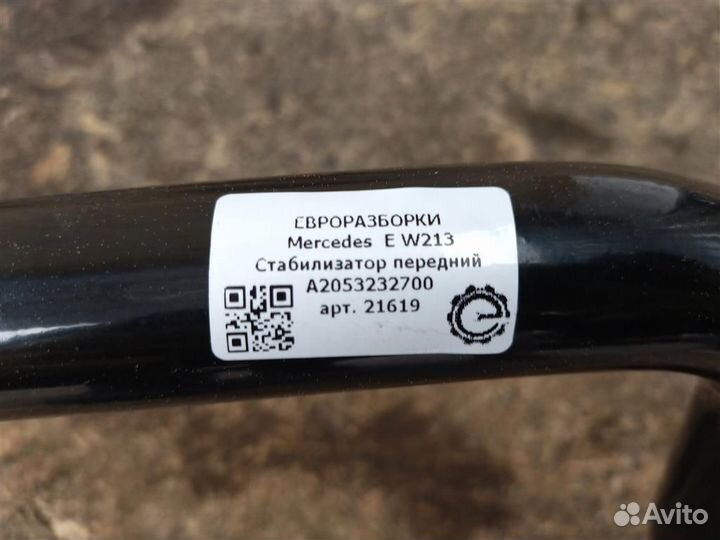 ЕВРОРАЗБОРКИ
Mercedes E W213
Стабилизатор передний
A2053232700
арт. 21619
Avito